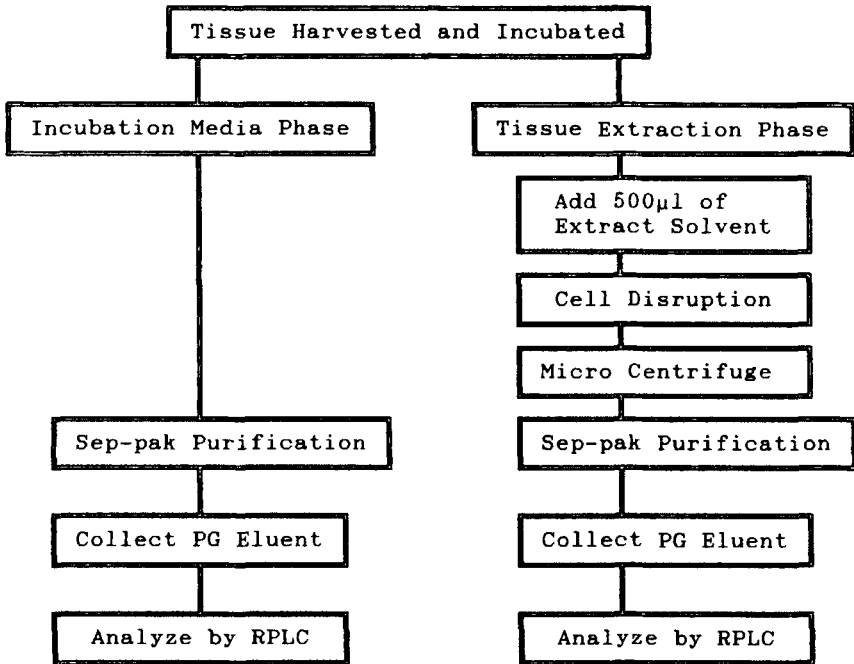 Tissue Harvested and Incubated
Incubation Media Phase
Tissue Extraction Phase
Add 500µl of
Extract Solvent
Cell Disruption
Micro Centrifuge
Sep-pak Purification
Sep-pak Purification
Collect PG Eluent
Collect PG Eluent
Analyze by RPLC
Analyze by RPLC